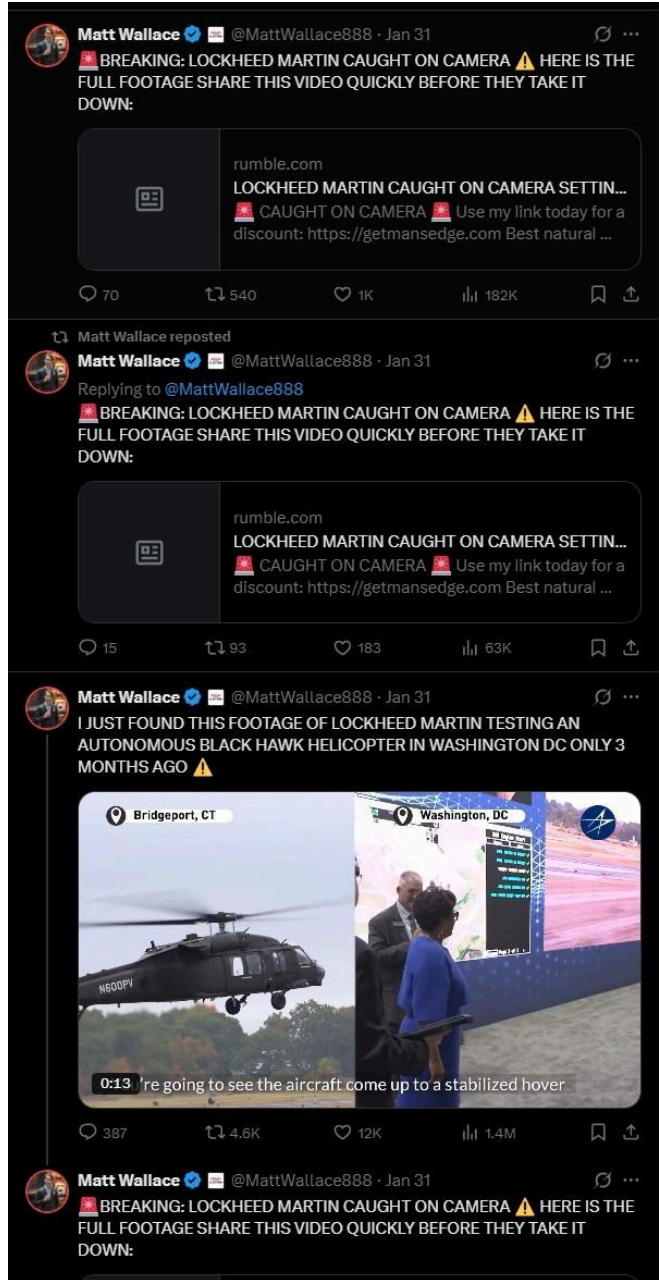 Matt Wallace @MattWallace888 · Jan 31
🚨BREAKING: LOCKHEED MARTIN CAUGHT ON CAMERA ⚠️ HERE IS THE
FULL FOOTAGE SHARE THIS VIDEO QUICKLY BEFORE THEY TAKE IT
DOWN:
rumble.com
LOCKHEED MARTIN CAUGHT ON CAMERA SETTIN...
🚨 CAUGHT ON CAMERA 🚨 Use my link today for a
discount: https://getmansedge.com Best natural ...
70 540 1K 182K
Matt Wallace reposted
Matt Wallace @MattWallace888 · Jan 31
Replying to @MattWallace888
🚨BREAKING: LOCKHEED MARTIN CAUGHT ON CAMERA ⚠️ HERE IS THE
FULL FOOTAGE SHARE THIS VIDEO QUICKLY BEFORE THEY TAKE IT
DOWN:
rumble.com
LOCKHEED MARTIN CAUGHT ON CAMERA SETTIN...
🚨 CAUGHT ON CAMERA 🚨 Use my link today for a
discount: https://getmansedge.com Best natural ...
15 93 183 63K
Matt Wallace @MattWallace888 · Jan 31
I JUST FOUND THIS FOOTAGE OF LOCKHEED MARTIN TESTING AN
AUTONOMOUS BLACK HAWK HELICOPTER IN WASHINGTON DC ONLY 3
MONTHS AGO ⚠️
Bridgeport, CT
Washington, DC
N600PV
0:13 're going to see the aircraft come up to a stabilized hover
387 4.6K 12K 1.4M
Matt Wallace @MattWallace888 · Jan 31
🚨BREAKING: LOCKHEED MARTIN CAUGHT ON CAMERA ⚠️ HERE IS THE
FULL FOOTAGE SHARE THIS VIDEO QUICKLY BEFORE THEY TAKE IT
DOWN: